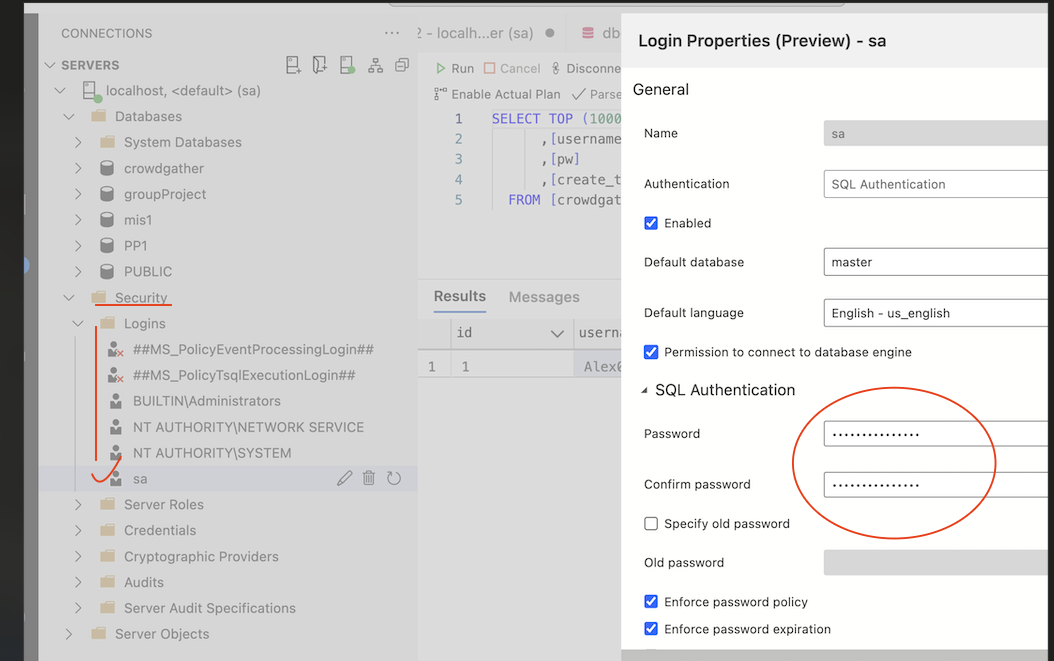 CONNECTIONS
SERVERS
localhost, <default> (sa)
Databases
System Databases
crowdgather
groupProject
mis1
PP1
PUBLIC
Security
Logins
##MS_PolicyEventProcessingLogin##
##MS_PolicyTsqlExecutionLogin##
BUILTIN\Administrators
NT AUTHORITY\NETWORK SERVICE
NT AUTHORITY\SYSTEM
sa
Server Roles
Credentials
Cryptographic Providers
Audits
Server Audit Specifications
Server Objects
2 - localh...er (sa)
db
Run Cancel Disconne
Enable Actual Plan Parse
1 SELECT TOP (1000
2 ,[username
3 ,[pw]
4 ,[create_t
5 FROM [crowdgat
Results Messages
id userna
1 1 Alex
Login Properties (Preview) - sa
General
Name sa
Authentication SQL Authentication
Enabled
Default database master
Default language English - us_english
Permission to connect to database engine
SQL Authentication
Password ···············
Confirm password ···············
Specify old password
Old password
Enforce password policy
Enforce password expiration